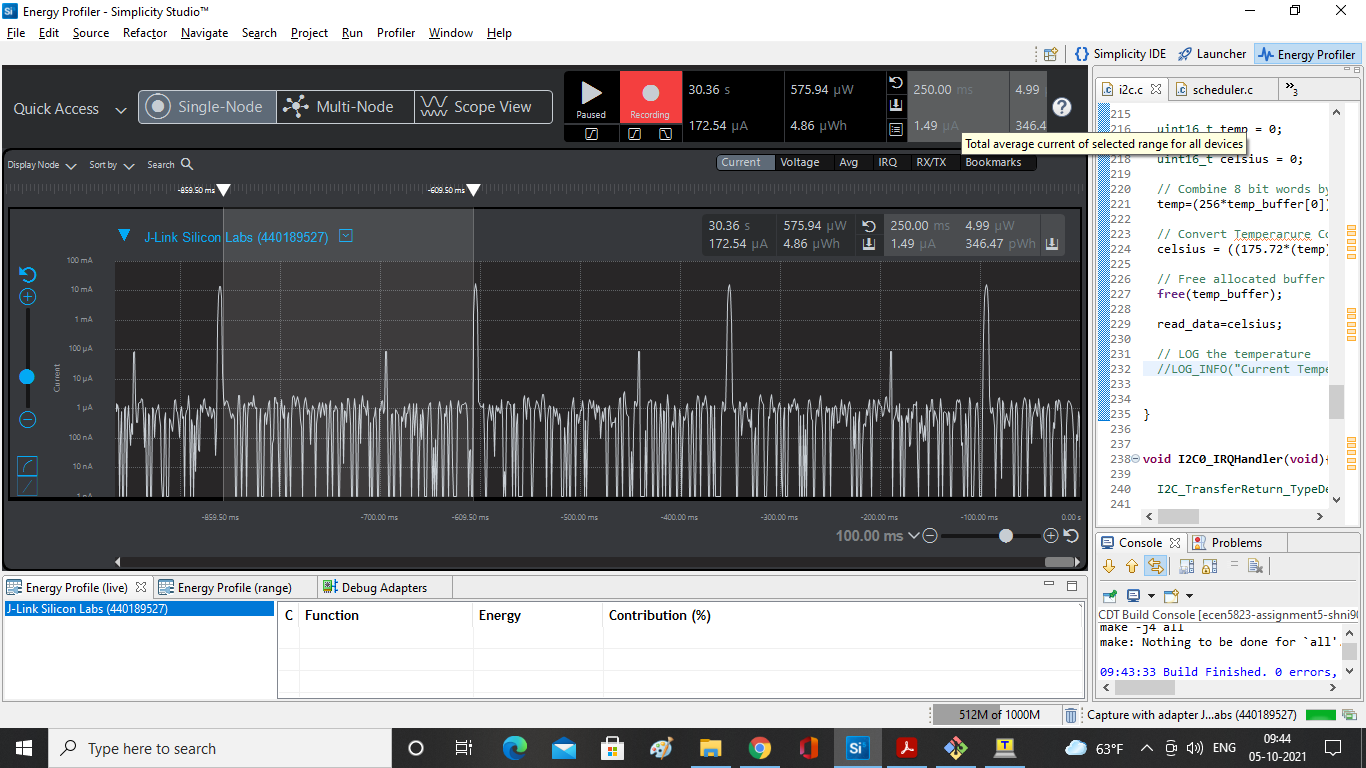 Energy Profiler - Simplicity Studio™
File Edit Source Refactor Navigate Search Project Run Profiler Window Help
Simplicity IDE Launcher Energy Profiler
Quick Access Single-Node Multi-Node Scope View
Paused Recording
30.36 s 575.94 µW 250.00 ms 4.99
172.54 µA 4.86 µWh 1.49 µA 346.4
Total average current of selected range for all devices
Display Node Sort by Search
Current Voltage Avg IRQ RX/TX Bookmarks
-859.50 ms -609.50 ms
J-Link Silicon Labs (440189527)
30.36 s 575.94 µW 250.00 ms 4.99 µW
172.54 µA 4.86 µWh 1.49 µA 346.47 pWh
100 mA
10 mA
1 mA
100 µA
10 µA
1 µA
100 nA
10 nA
Current
-859.50 ms -700.00 ms -609.50 ms -500.00 ms -400.00 ms -300.00 ms -200.00 ms -100.00 ms 0.00 s
100.00 ms
i2c.c scheduler.c »3
215
216 uint16_t temp = 0;
218 uint16_t celsius = 0;
219
220 // Combine 8 bit words by
221 temp=(256*temp_buffer[0])
222
223 // Convert Temperarure Co
224 celsius = ((175.72*(temp)
225
226 // Free allocated buffer
227 free(temp_buffer);
228
229 read_data=celsius;
230
231 // LOG the temperature
232 //LOG_INFO("Current Tempe
233
234
235 }
236
237
238 void I2C0_IRQHandler(void){
239
240 I2C_TransferReturn_TypeDe
241
Console Problems
CDT Build Console [ecen5823-assignment5-shni90
make -j4 all
make: Nothing to be done for `all'.
09:43:33 Build Finished. 0 errors,
Energy Profile (live) Energy Profile (range) Debug Adapters
J-Link Silicon Labs (440189527)
C Function Energy Contribution (%)
512M of 1000M Capture with adapter J...abs (440189527)
Type here to search
63°F ENG
09:44
05-10-2021